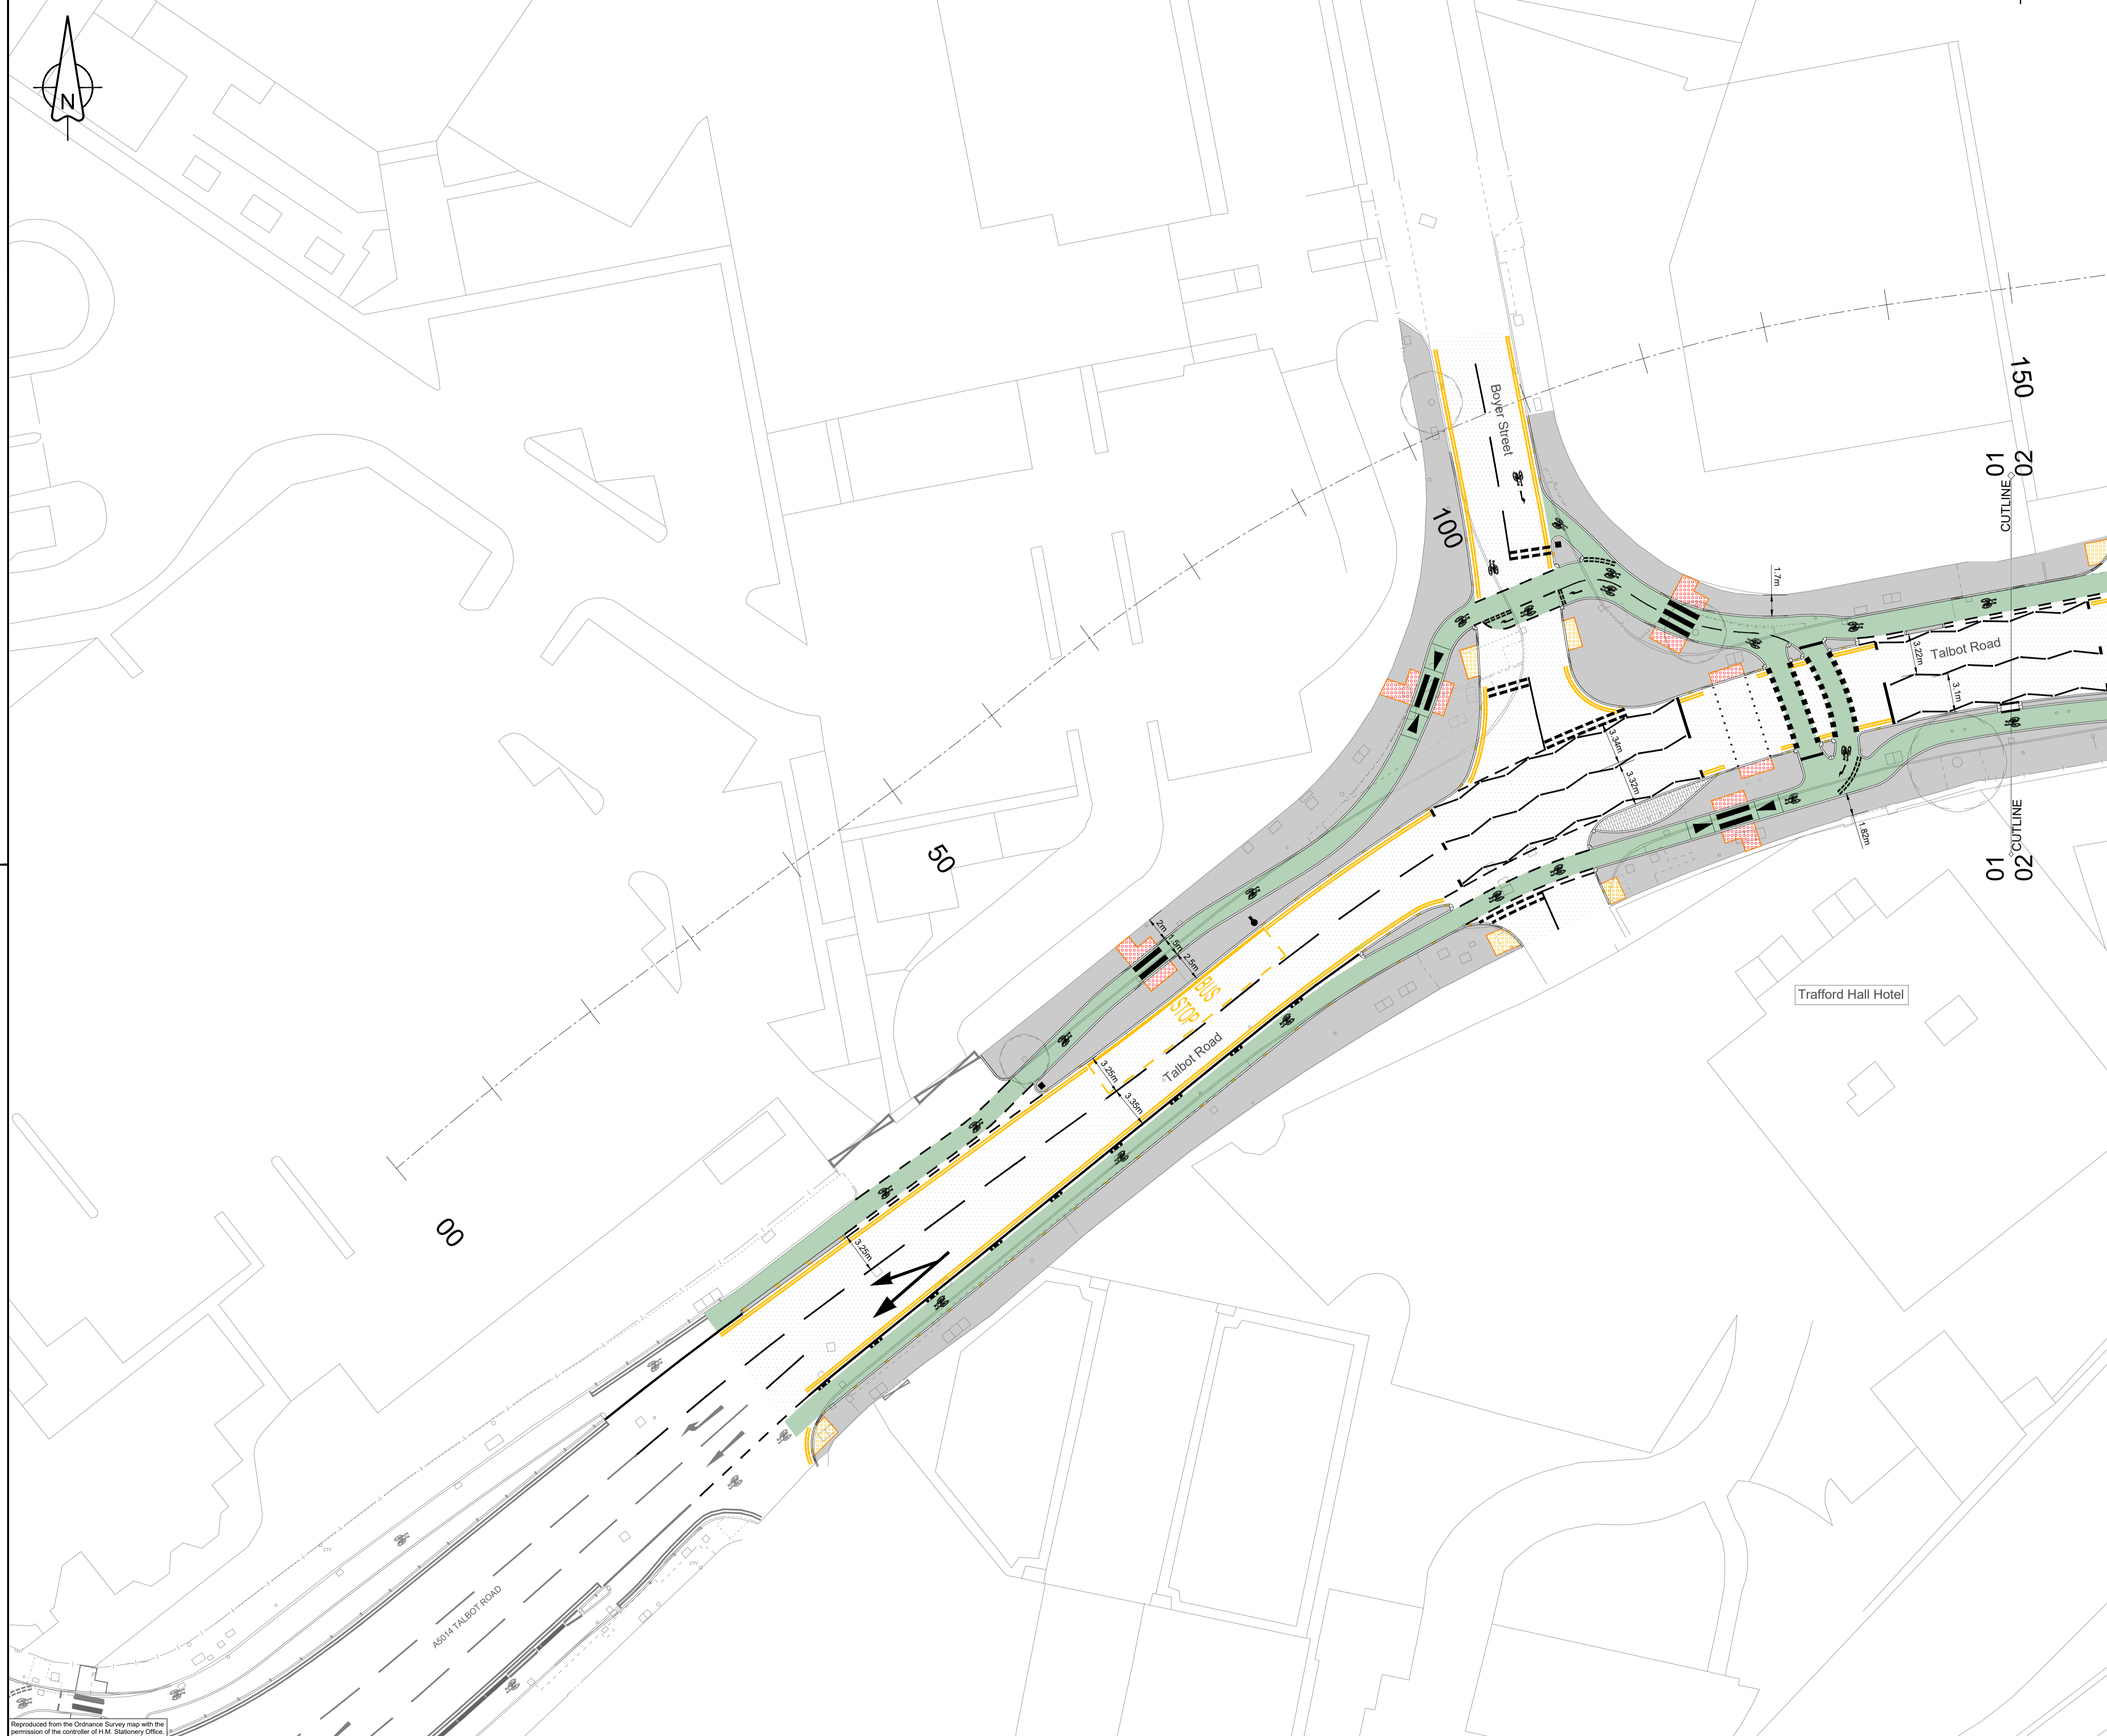 N
150
01
02
CUTLINE
Boyer Street
100
1.7m
3.22m
Talbot Road
3.1m
3.34m
3.32m
CUTLINE
01
02
1.82m
50
2m
1.5m
2.5m
BUS
STOP
Trafford Hall Hotel
Talbot Road
3.25m
3.35m
00
3.25m
CTV
CTV
A5014 TALBOT ROAD
Reproduced from the Ordnance Survey map with the
permission of the controller of H.M. Stationery Office.